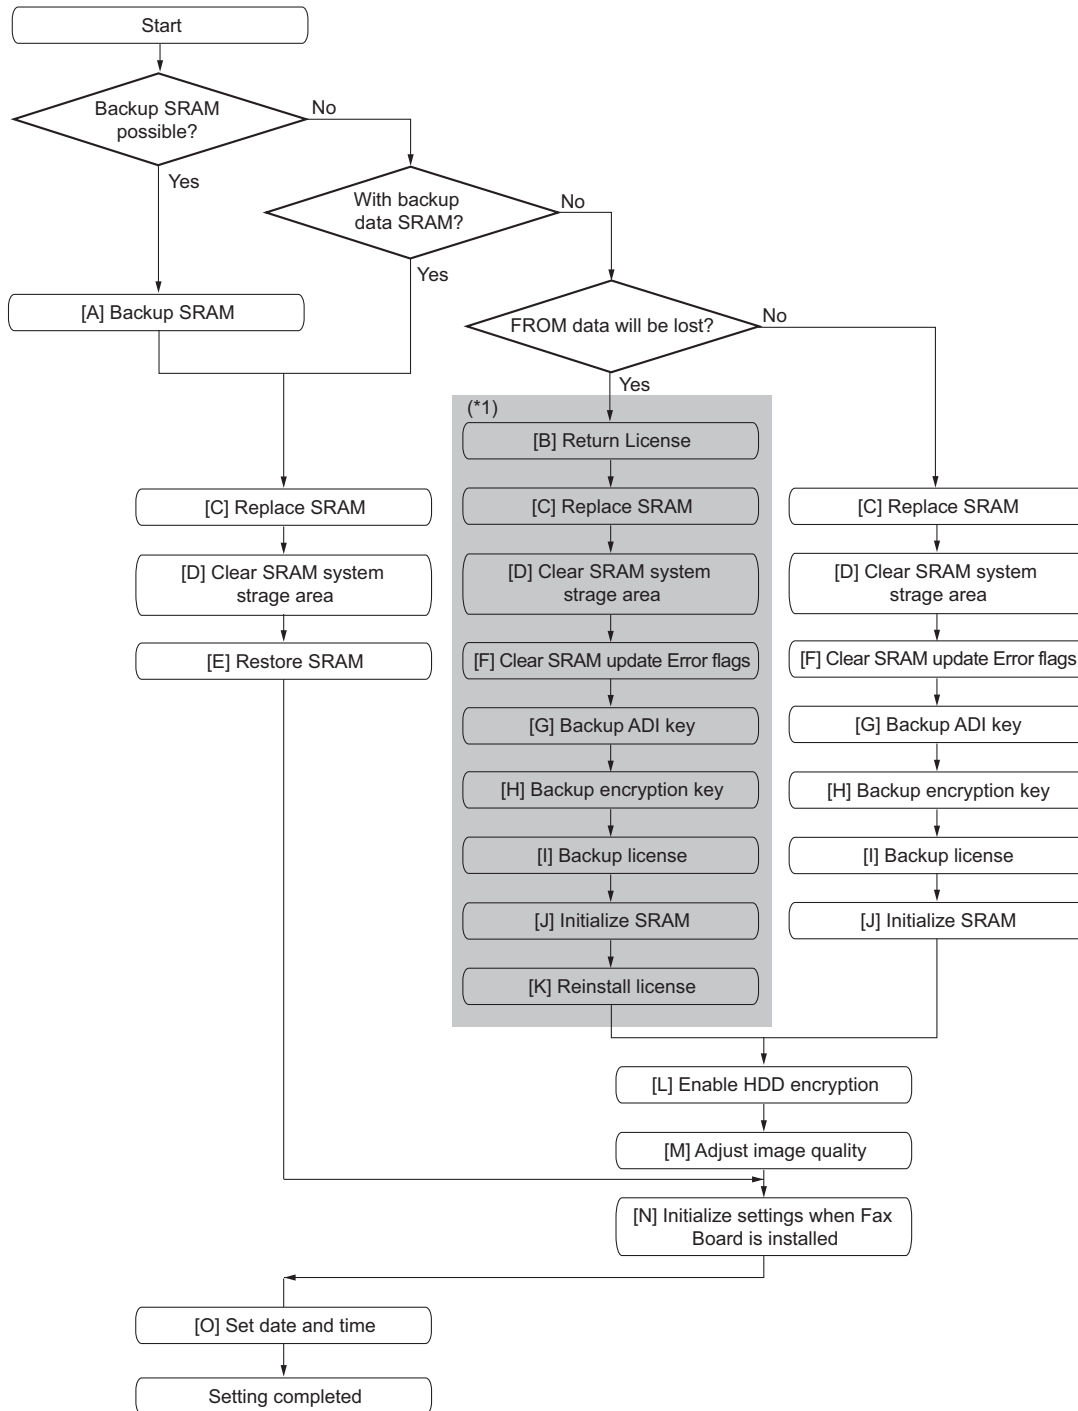 Start
Backup SRAM
possible?
No
Yes
With backup
data SRAM?
No
Yes
[A] Backup SRAM
FROM data will be lost?
No
Yes
(*1)
[B] Return License
[C] Replace SRAM
[C] Replace SRAM
[C] Replace SRAM
[D] Clear SRAM system
strage area
[D] Clear SRAM system
strage area
[D] Clear SRAM system
strage area
[E] Restore SRAM
[F] Clear SRAM update Error flags
[F] Clear SRAM update Error flags
[G] Backup ADI key
[G] Backup ADI key
[H] Backup encryption key
[H] Backup encryption key
[I] Backup license
[I] Backup license
[J] Initialize SRAM
[J] Initialize SRAM
[K] Reinstall license
[L] Enable HDD encryption
[M] Adjust image quality
[N] Initialize settings when Fax
Board is installed
[O] Set date and time
Setting completed